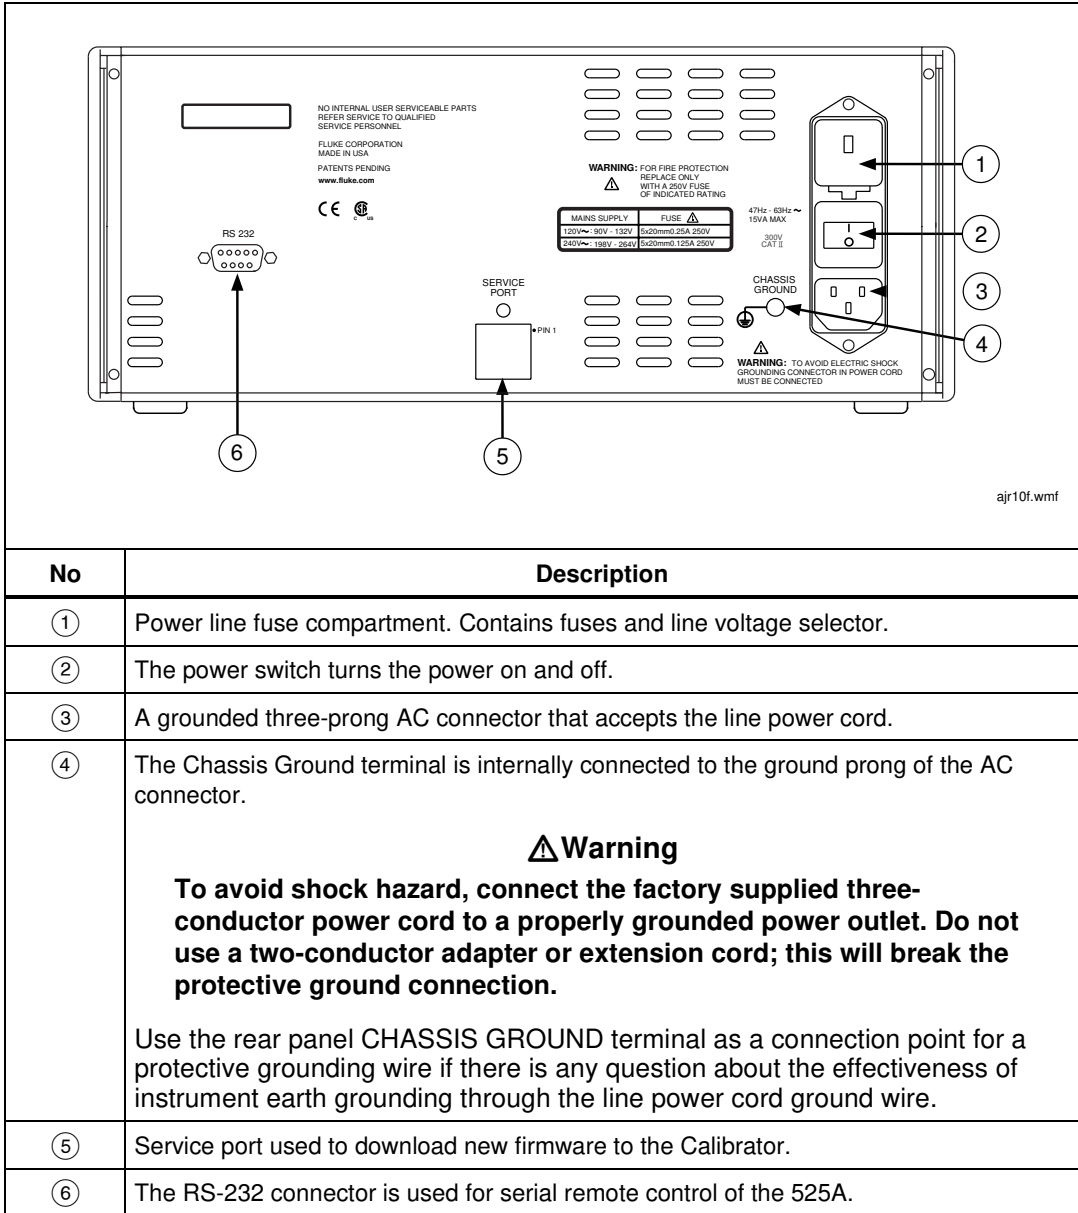 NO INTERNAL USER SERVICEABLE PARTS
REFER SERVICE TO QUALIFIED
SERVICE PERSONNEL
FLUKE CORPORATION
MADE IN USA
PATENTS PENDING
www.fluke.com
CE
C SA US
RS 232
SERVICE
PORT
PIN 1
WARNING: FOR FIRE PROTECTION
REPLACE ONLY
WITH A 250V FUSE
OF INDICATED RATING
MAINS SUPPLY FUSE
120V~: 90V - 132V 5x20mm0.25A 250V
240V~: 198V - 264V 5x20mm0.125A 250V
47Hz - 63Hz ~
15VA MAX
300V
CAT II
CHASSIS
GROUND
WARNING: TO AVOID ELECTRIC SHOCK
GROUNDING CONNECTOR IN POWER CORD
MUST BE CONNECTED
1
2
3
4
5
6
ajr10f.wmf
No Description
1 Power line fuse compartment. Contains fuses and line voltage selector.
2 The power switch turns the power on and off.
3 A grounded three-prong AC connector that accepts the line power cord.
4 The Chassis Ground terminal is internally connected to the ground prong of the AC
connector.
⚠Warning
To avoid shock hazard, connect the factory supplied three-
conductor power cord to a properly grounded power outlet. Do not
use a two-conductor adapter or extension cord; this will break the
protective ground connection.
Use the rear panel CHASSIS GROUND terminal as a connection point for a
protective grounding wire if there is any question about the effectiveness of
instrument earth grounding through the line power cord ground wire.
5 Service port used to download new firmware to the Calibrator.
6 The RS-232 connector is used for serial remote control of the 525A.